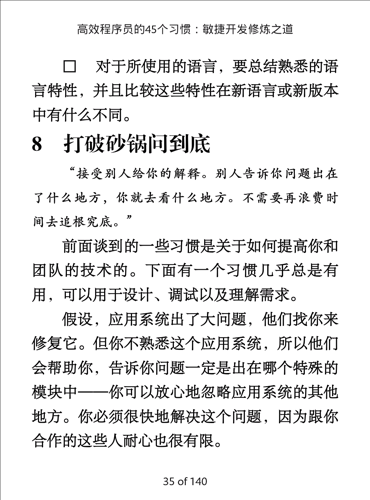 高效程序员的45个习惯：敏捷开发修炼之道
□ 对于所使用的语言，要总结熟悉的语
言特性，并且比较这些特性在新语言或新版本
中有什么不同。
8 打破砂锅问到底
“接受别人给你的解释。别人告诉你问题出在
了什么地方，你就去看什么地方。不需要再浪费时
间去追根究底。”
前面谈到的一些习惯是关于如何提高你和
团队的技术的。下面有一个习惯几乎总是有
用，可以用于设计、调试以及理解需求。
假设，应用系统出了大问题，他们找你来
修复它。但你不熟悉这个应用系统，所以他们
会帮助你，告诉你问题一定是出在哪个特殊的
模块中——你可以放心地忽略应用系统的其他
地方。你必须很快地解决这个问题，因为跟你
合作的这些人耐心也很有限。
35 of 140